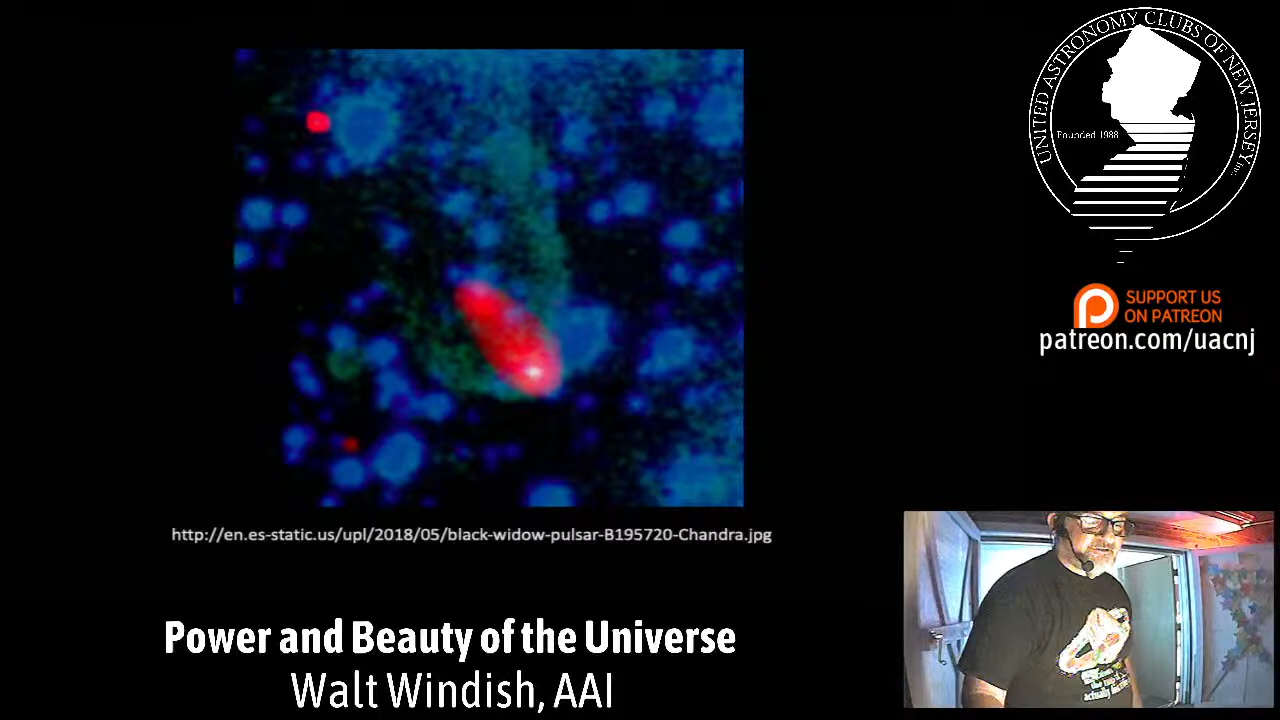 UNITED ASTRONOMY CLUBS OF NEW JERSEY, Inc.
Founded 1988
SUPPORT US
ON PATREON
patreon.com/uacnj
http://en.es-static.us/upl/2018/05/black-widow-pulsar-B195720-Chandra.jpg
Power and Beauty of the Universe
Walt Windish, AAI
actually